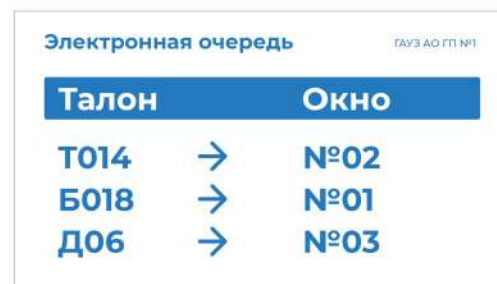 Электронная очередь ГАУЗ АО ГП №1
Талон Окно
Т014 → №02
Б018 → №01
Д06 → №03